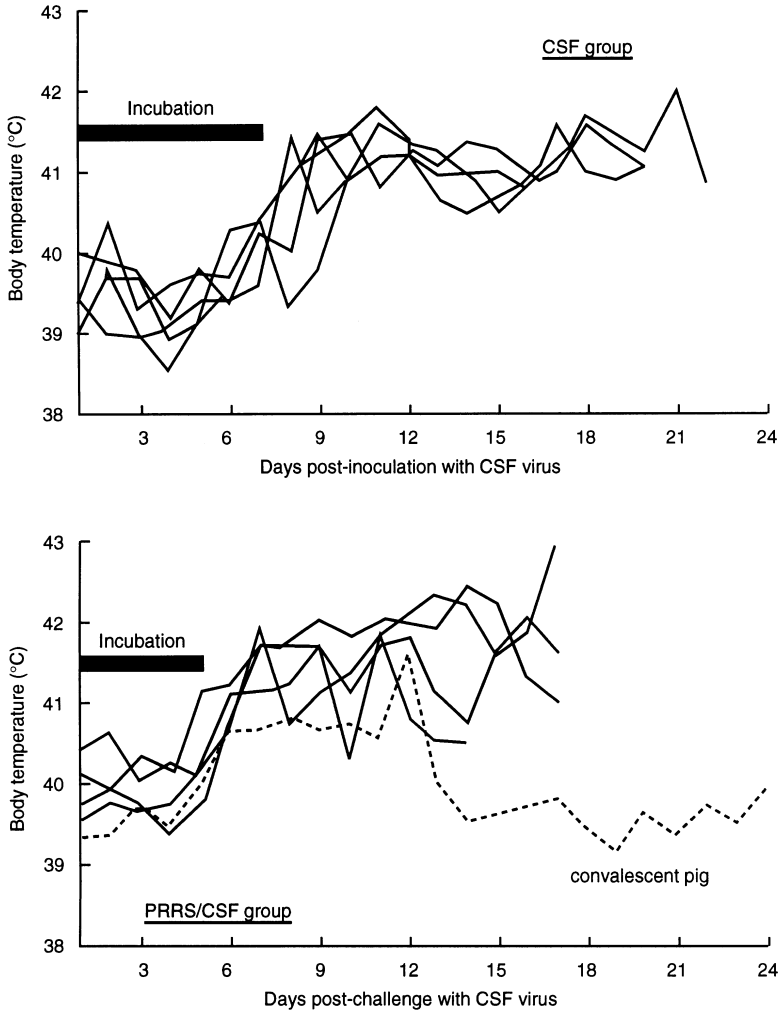 43
CSF group
42
Incubation
41
40
39
38
Body temperature (°C)
3 6 9 12 15 18 21 24
Days post-inoculation with CSF virus
43
42
Incubation
41
40
39
convalescent pig
PRRS/CSF group
38
Body temperature (°C)
3 6 9 12 15 18 21 24
Days post-challenge with CSF virus